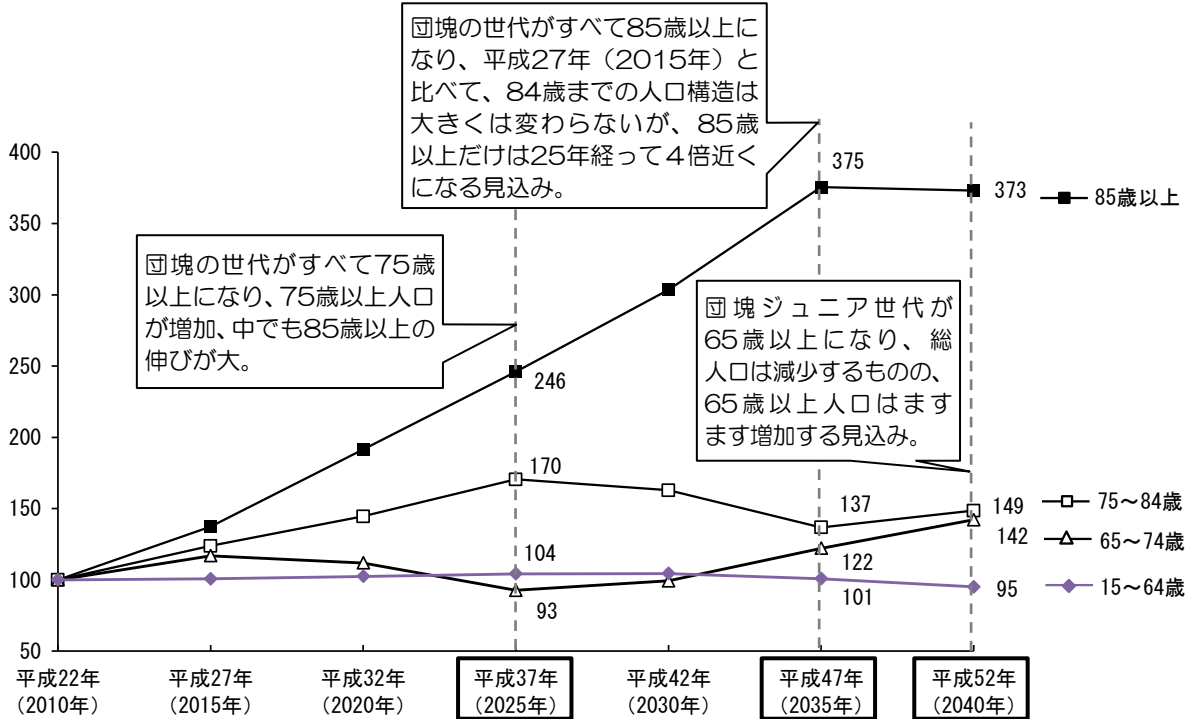 団塊の世代がすべて85歳以上に
なり、平成27年（2015年）と
比べて、84歳までの人口構造は
大きくは変わらないが、85歳
以上だけは25年経って４倍近く
になる見込み。
団塊の世代がすべて75歳
以上になり、75歳以上人口
が増加、中でも85歳以上の
伸びが大。
団塊ジュニア世代が
65歳以上になり、総
人口は減少するものの、
65歳以上人口はます
ます増加する見込み。
400
350
300
250
200
150
100
50
375
373
246
170
137
149
142
104
122
93
101
95
85歳以上
75～84歳
65～74歳
15～64歳
平成22年
（2010年）
平成27年
（2015年）
平成32年
（2020年）
平成37年
（2025年）
平成42年
（2030年）
平成47年
（2035年）
平成52年
（2040年）